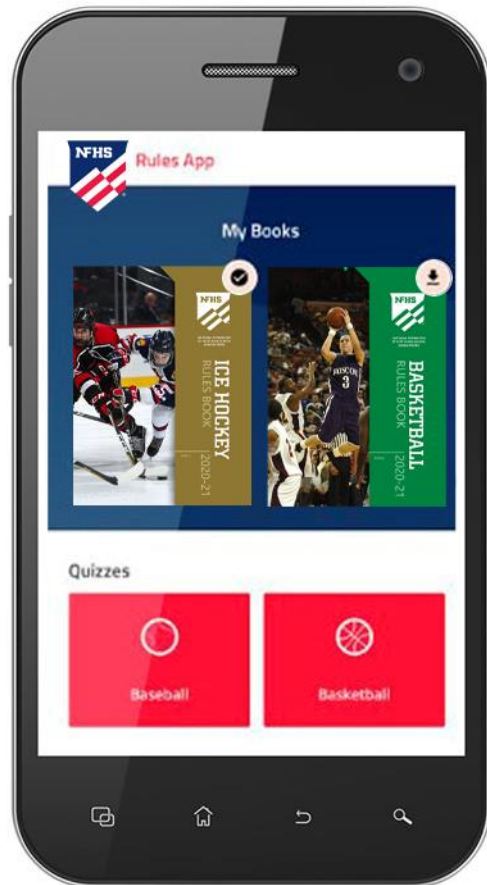 NFHS
Rules App
My Books
NFHS
ICE HOCKEY
RULES BOOK
2020-21
NFHS
BASKETBALL
RULES BOOK
2020-21
3
Quizzes
Baseball
Basketball